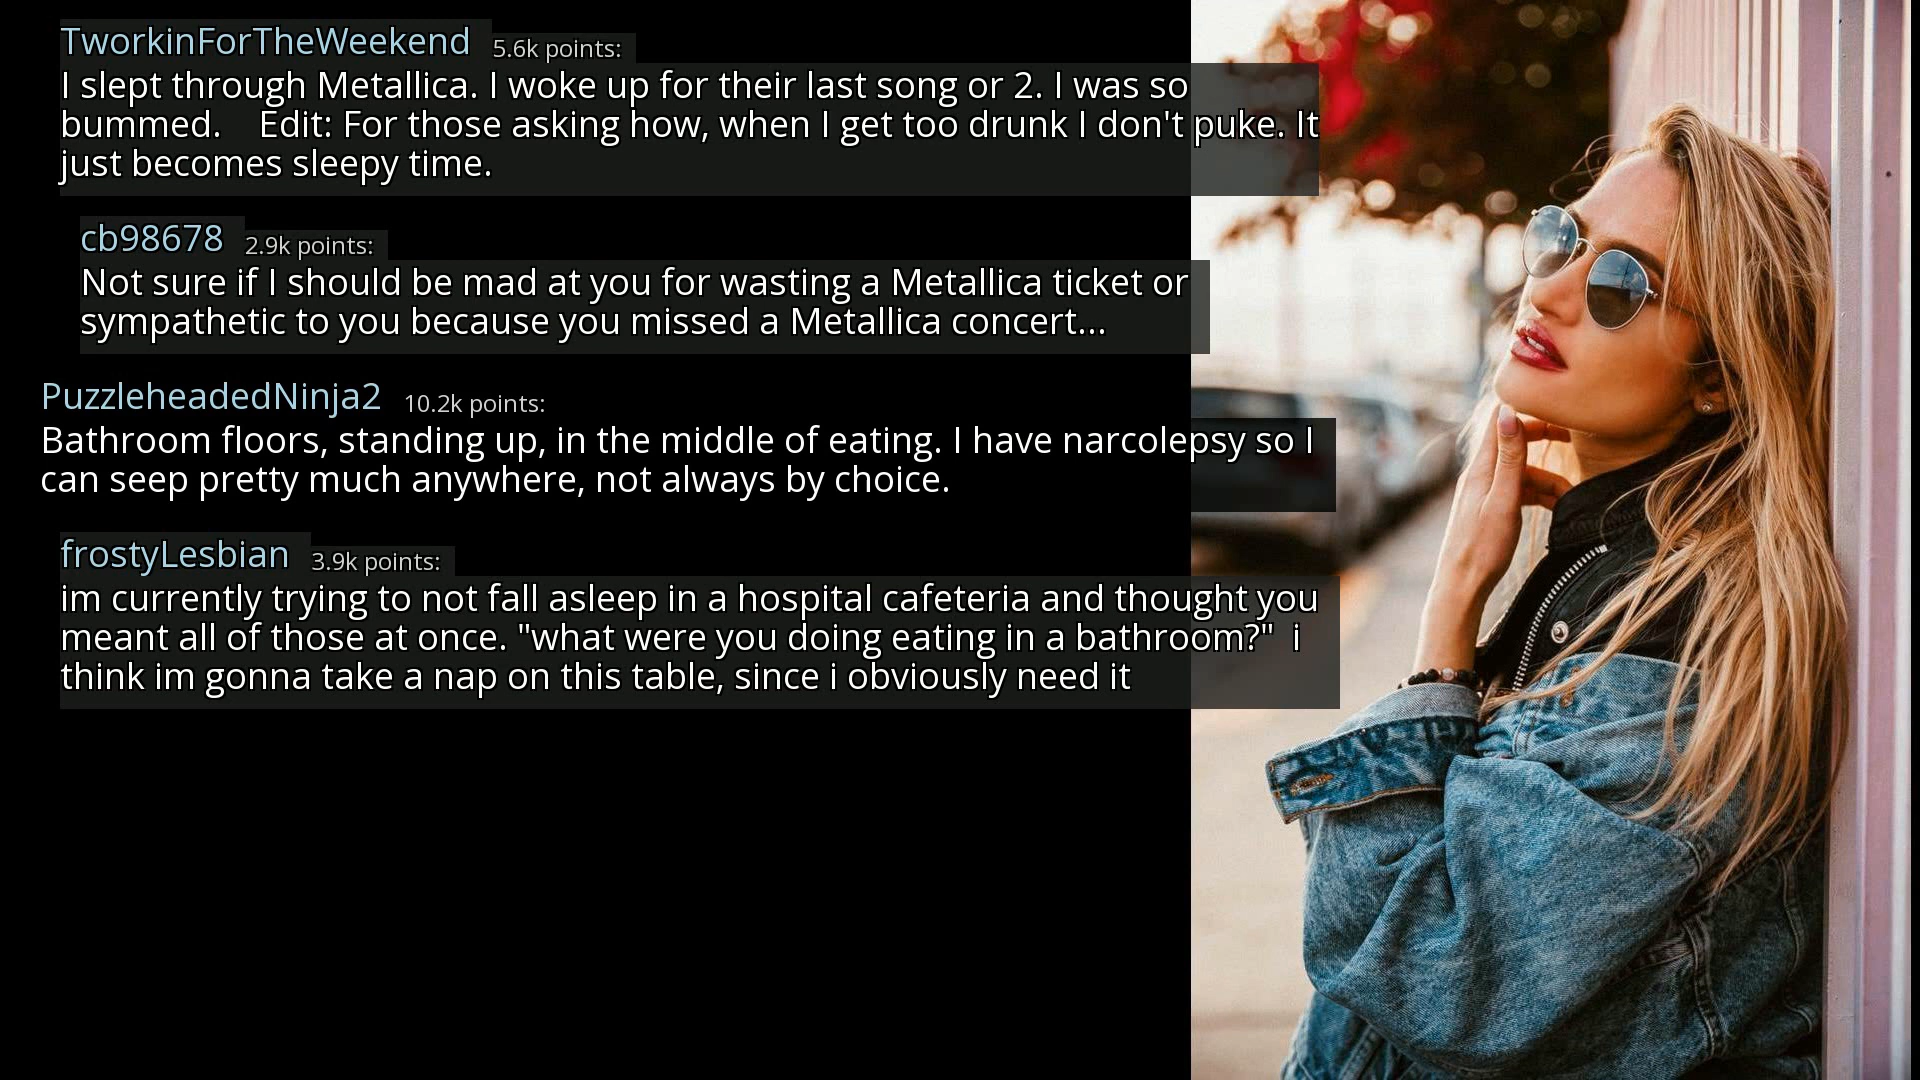 TworkinForTheWeekend 5.6k points:
I slept through Metallica. I woke up for their last song or 2. I was so
bummed.    Edit: For those asking how, when I get too drunk I don't puke. It
just becomes sleepy time.
cb98678 2.9k points:
Not sure if I should be mad at you for wasting a Metallica ticket or
sympathetic to you because you missed a Metallica concert...
PuzzleheadedNinja2 10.2k points:
Bathroom floors, standing up, in the middle of eating. I have narcolepsy so I
can seep pretty much anywhere, not always by choice.
frostyLesbian 3.9k points:
im currently trying to not fall asleep in a hospital cafeteria and thought you
meant all of those at once. "what were you doing eating in a bathroom?"  i
think im gonna take a nap on this table, since i obviously need it